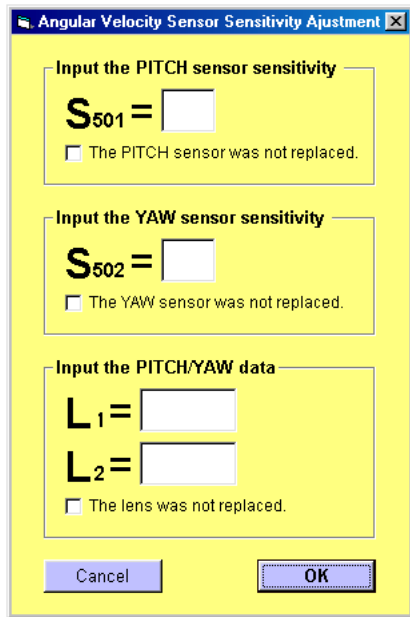 Angular Velocity Sensor Sensitivity Ajustment
Input the PITCH sensor sensitivity
S501 =
The PITCH sensor was not replaced.
Input the YAW sensor sensitivity
S502 =
The YAW sensor was not replaced.
Input the PITCH/YAW data
L1 =
L2 =
The lens was not replaced.
Cancel OK